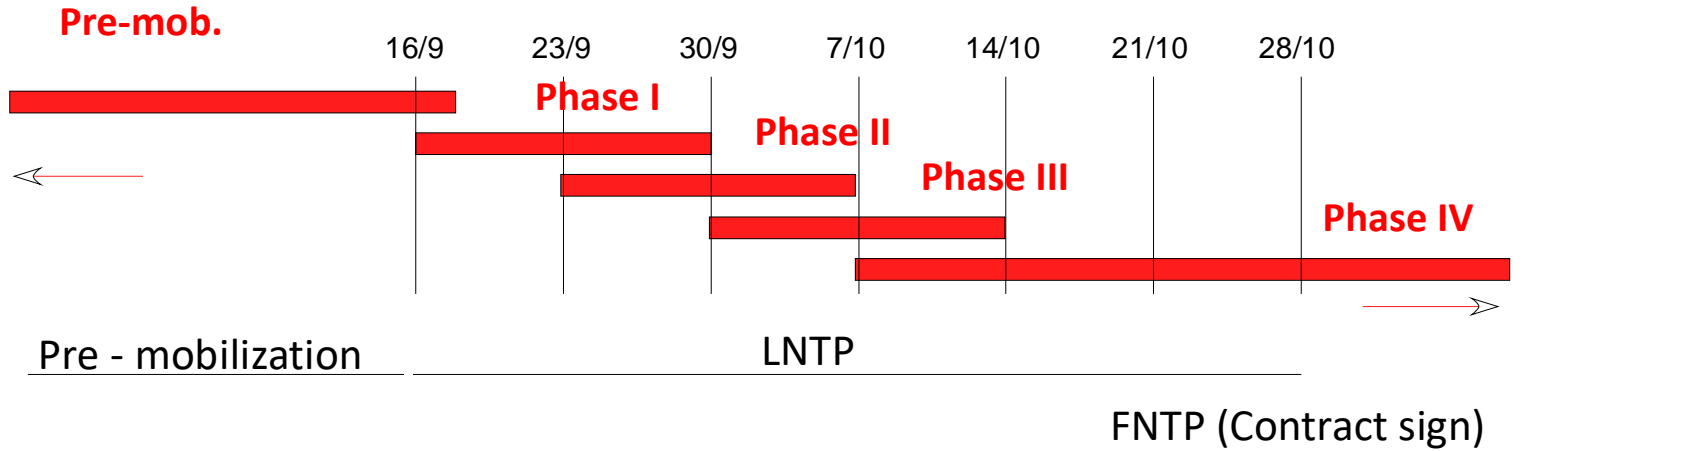 Pre-mob.
16/9 23/9 30/9 7/10 14/10 21/10 28/10
Phase I
Phase II
Phase III
Phase IV
Pre - mobilization
LNTP
FNTP (Contract sign)